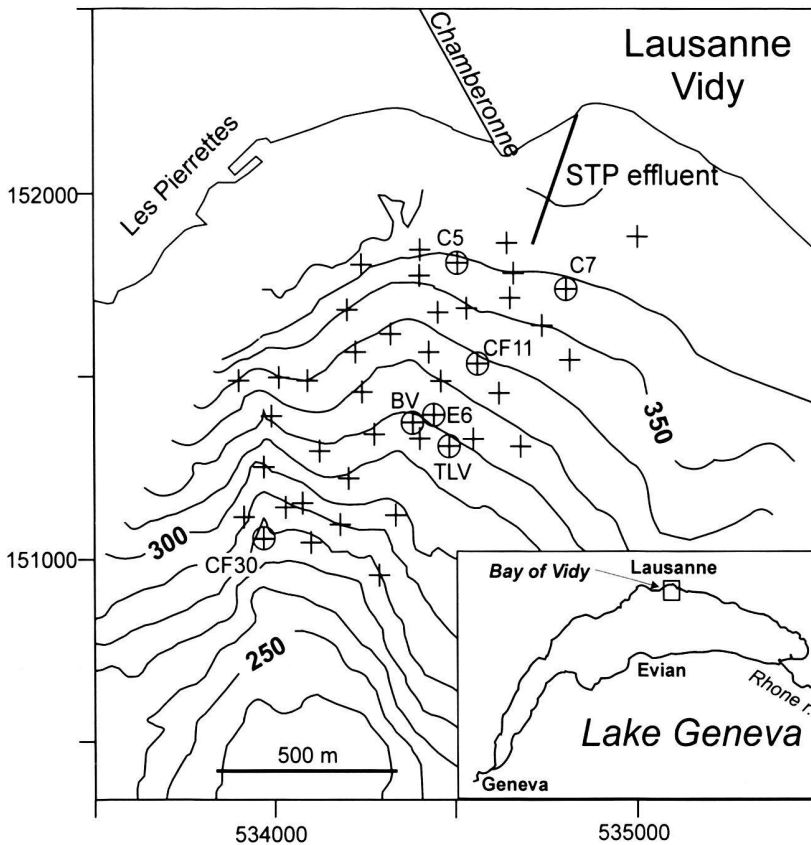 Lausanne
Vidy
Chamberonne
Les Pierrettes
152000
STP effluent
C5
C7
CF11
350
BV
E6
TLV
300
151000
CF30
250
500 m
534000
535000
Lausanne
Bay of Vidy
Evian
Rhone r.
Lake Geneva
Geneva